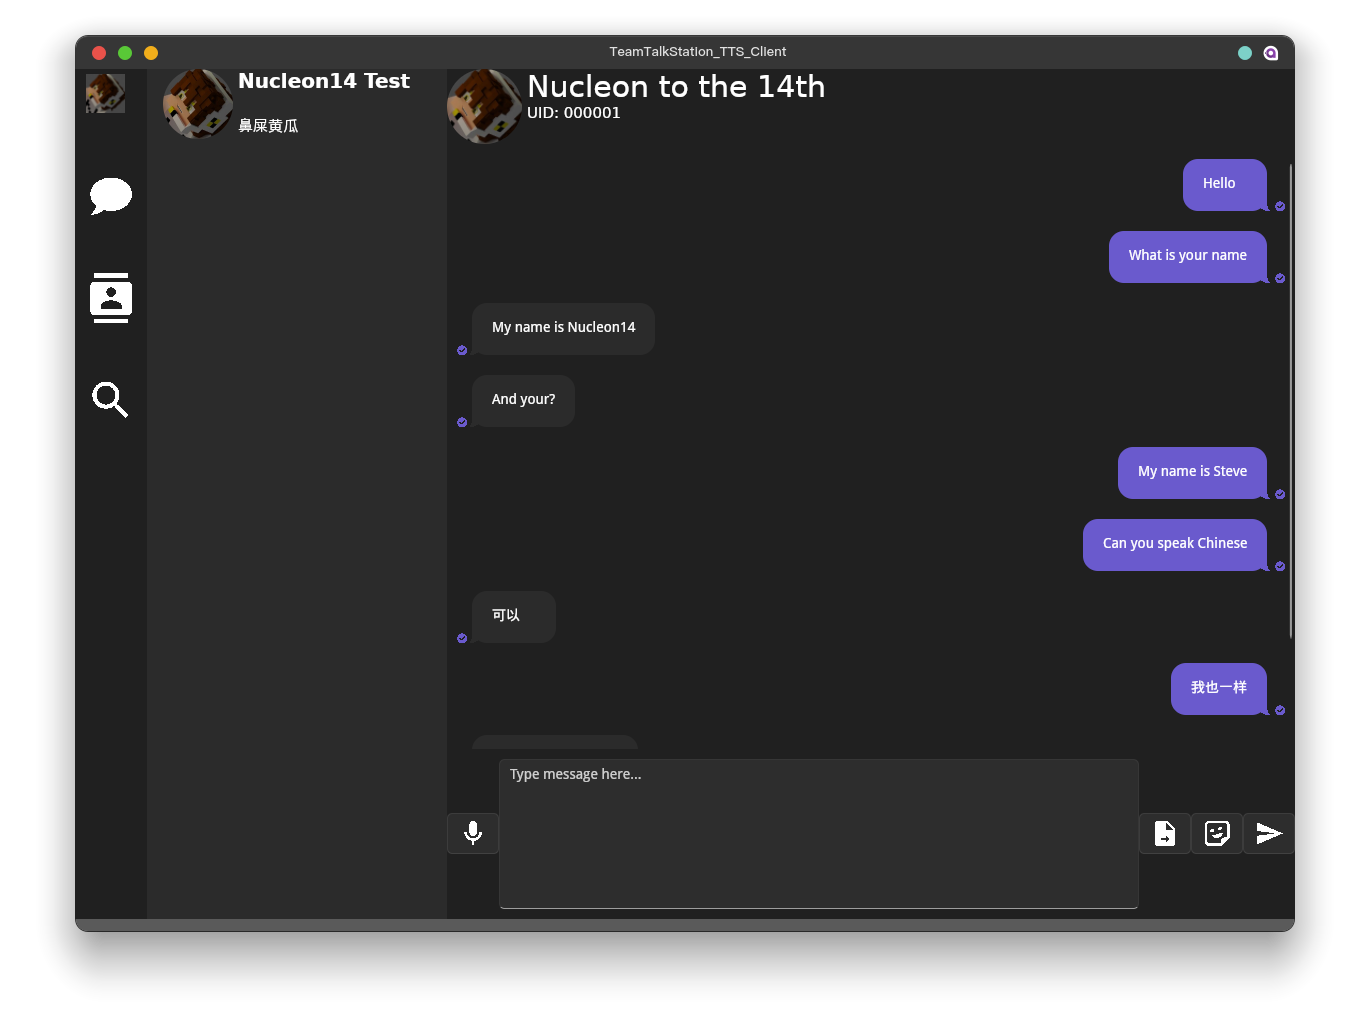 TeamTalkStation_TTS_Client
Nucleon14 Test
鼻屎黄瓜
Nucleon to the 14th
UID: 000001
Hello
What is your name
My name is Nucleon14
And your?
My name is Steve
Can you speak Chinese
可以
我也一样
Type message here...